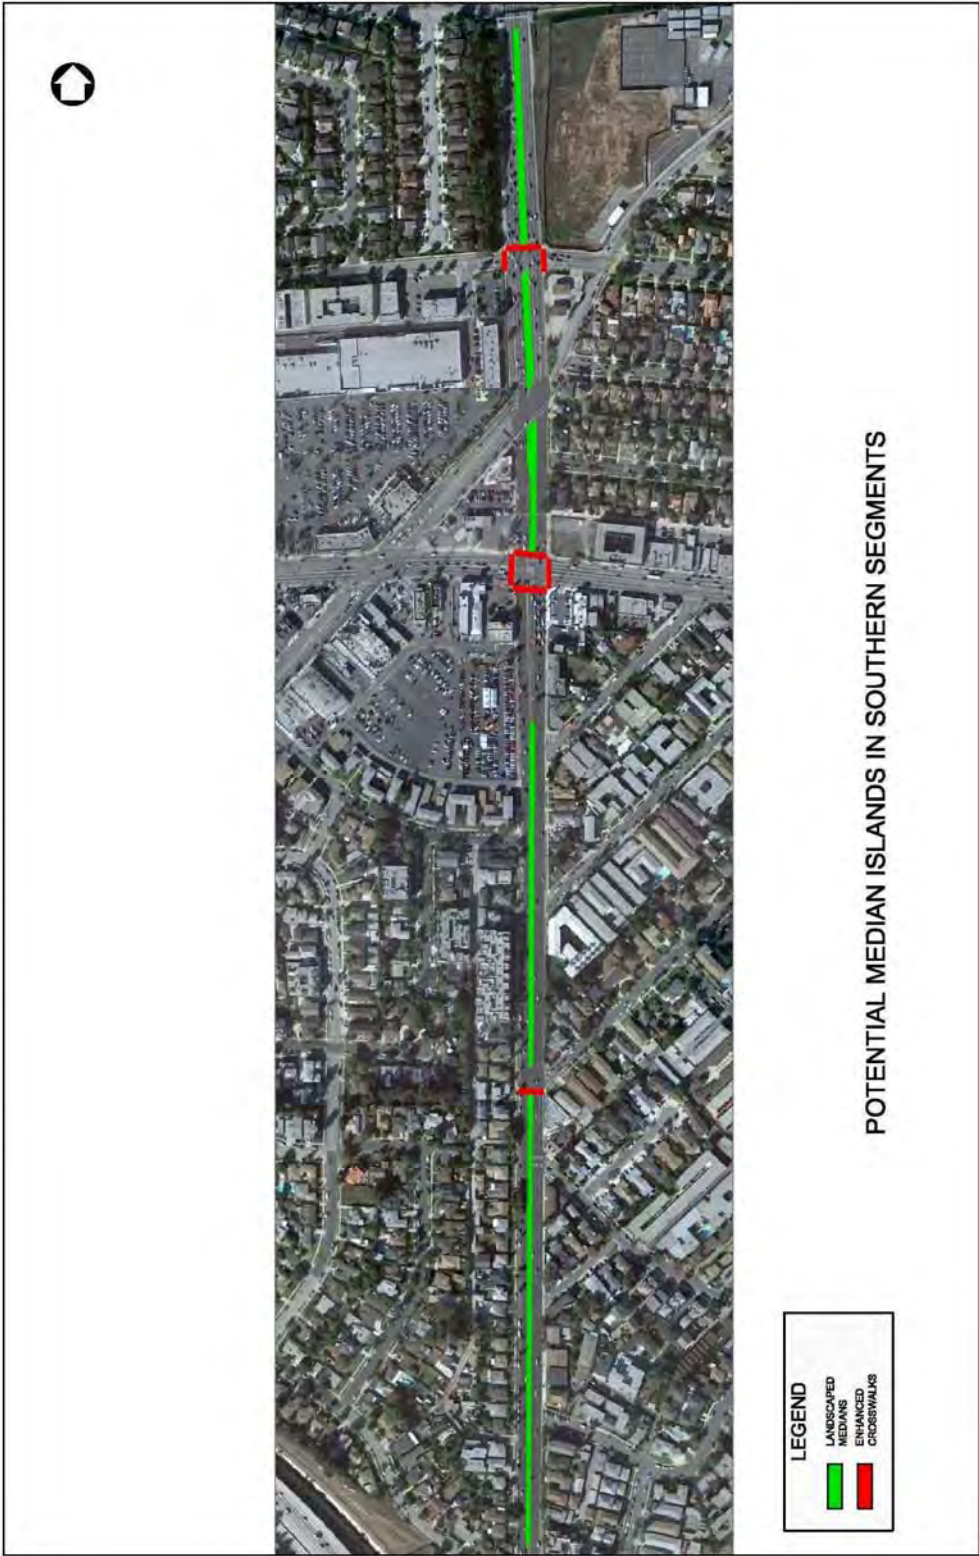 POTENTIAL MEDIAN ISLANDS IN SOUTHERN SEGMENTS
LEGEND
LANDSCAPED
MEDIANS
ENHANCED
CROSSWALKS